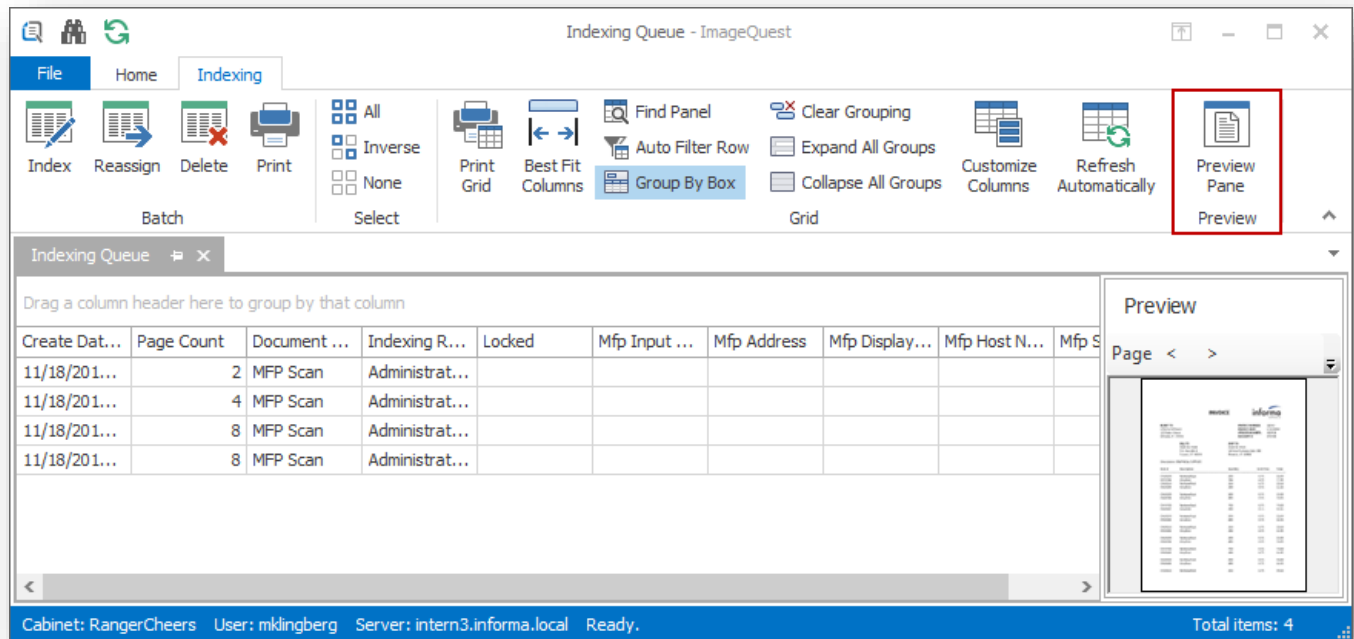 Indexing Queue - ImageQuest
File Home Indexing
Index Reassign Delete Print
All
Inverse
None
Print Grid
Best Fit Columns
Find Panel
Auto Filter Row
Group By Box
Clear Grouping
Expand All Groups
Collapse All Groups
Customize Columns
Refresh Automatically
Preview Pane
Batch Select Grid Preview
Indexing Queue
Drag a column header here to group by that column
Create Dat... Page Count Document ... Indexing R... Locked Mfp Input ... Mfp Address Mfp Display... Mfp Host N... Mfp S
11/18/201... 2 MFP Scan Administrat...
11/18/201... 4 MFP Scan Administrat...
11/18/201... 8 MFP Scan Administrat...
11/18/201... 8 MFP Scan Administrat...
Preview
Page < >
INVOICE informa
Cabinet: RangerCheers User: mklingberg Server: intern3.informa.local Ready. Total items: 4